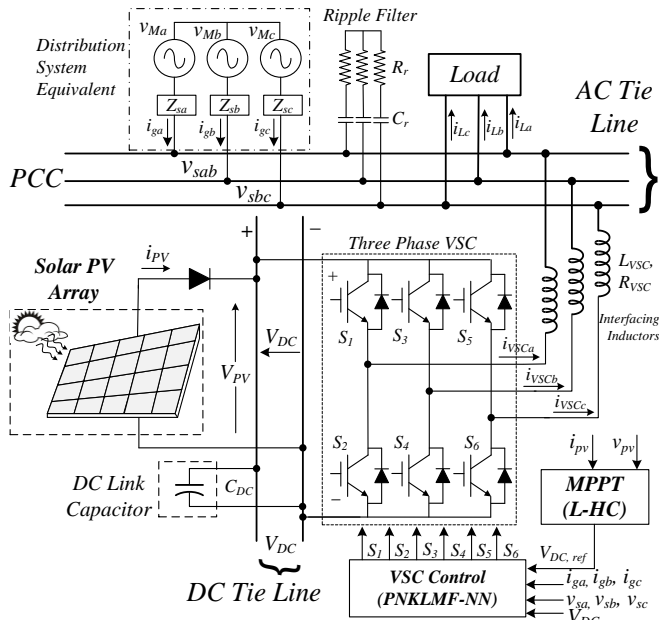 Distribution
System
Equivalent
v_Ma
v_Mb
v_Mc
Z_sa
Z_sb
Z_sc
i_ga
i_gb
i_gc
Ripple Filter
R_r
C_r
Load
i_Lc
i_Lb
i_La
AC Tie
Line
PCC
v_sab
v_sbc
}
Solar PV
Array
i_PV
+
−
V_DC
V_PV
Three Phase VSC
+
S_1
S_3
S_5
L_VSC,
R_VSC
Interfacing
Inductors
i_VSCa
i_VSCb
i_VSCc
S_2
S_4
S_6
−
DC Link
Capacitor
C_DC
V_DC
{
DC Tie Line
i_pv
v_pv
MPPT
(L-HC)
V_DC, ref
S_1 S_2 S_3 S_4 S_5 S_6
VSC Control
(PNKLMF-NN)
i_ga, i_gb, i_gc
v_sa, v_sb, v_sc
V_DC